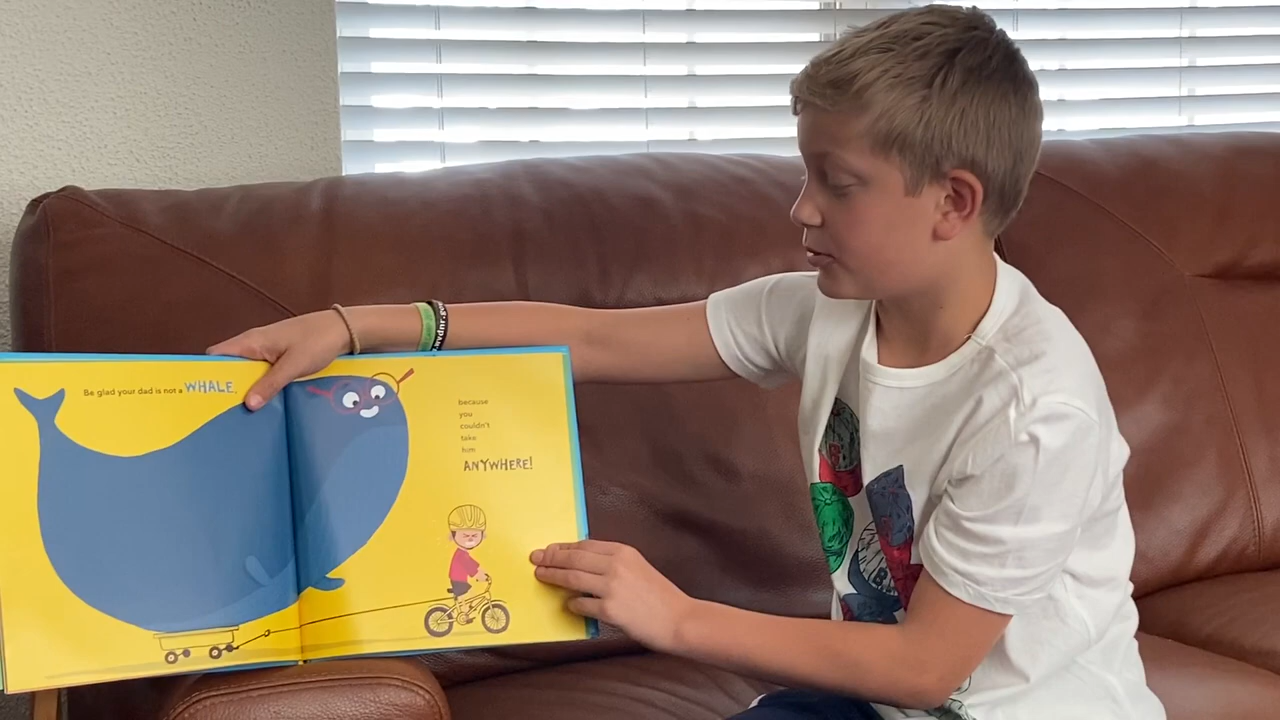 Be glad your dad is not a WHALE,
because
you
couldn't
take
him
ANYWHERE!